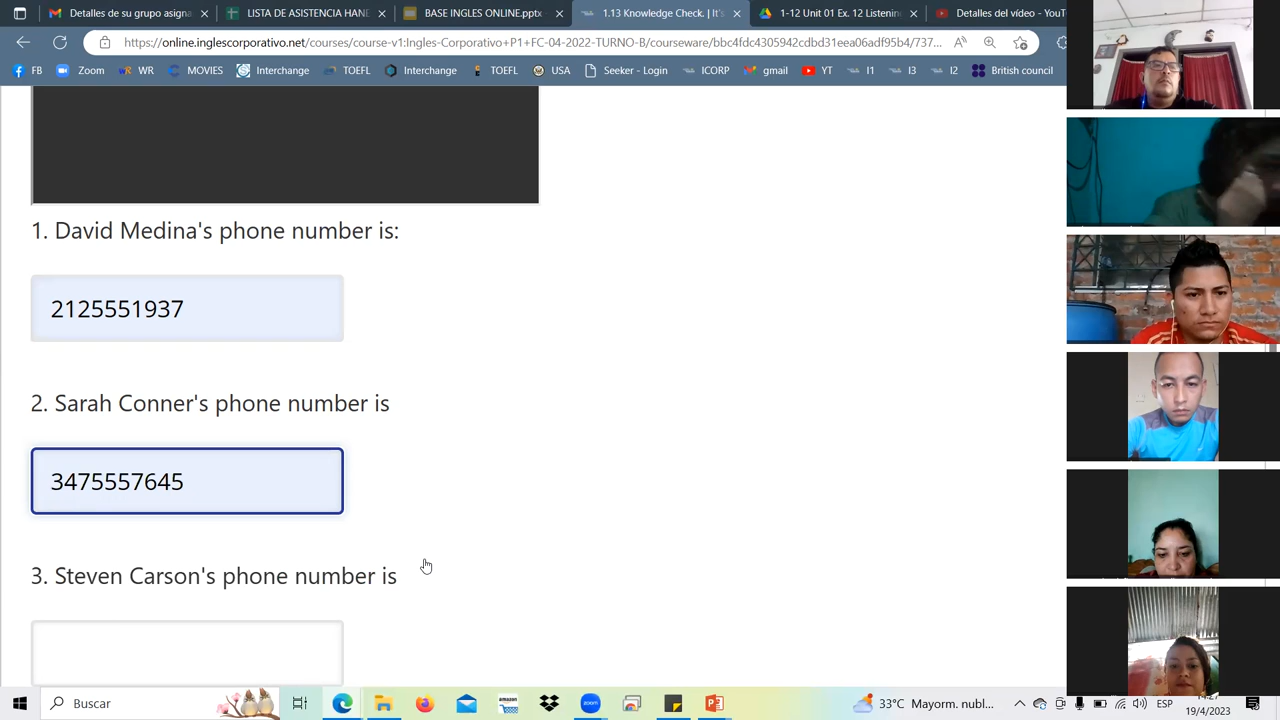 Detalles de su grupo asigna
LISTA DE ASISTENCIA HANE
BASE INGLES ONLINE.pptx
1.13 Knowledge Check. | It's
1-12 Unit 01 Ex. 12 Listenin
Detalles del vídeo - YouT
https://online.inglescorporativo.net/courses/course-v1:Ingles-Corporativo+P1+FC-04-2022-TURNO-B/courseware/bbc4fdc4305942cdbd31eea06adf95b4/737...
FB
Zoom
WR
MOVIES
Interchange
TOEFL
Interchang
TOEFL
USA
Seeker - Login
ICORP
gmail
YT
I1
I3
I2
British council
1. David Medina's phone number is:
2125551937
2. Sarah Conner's phone number is
3475557645
3. Steven Carson's phone number is
Buscar
33°C Mayorm. nubl...
ESP
14:27
19/4/2023